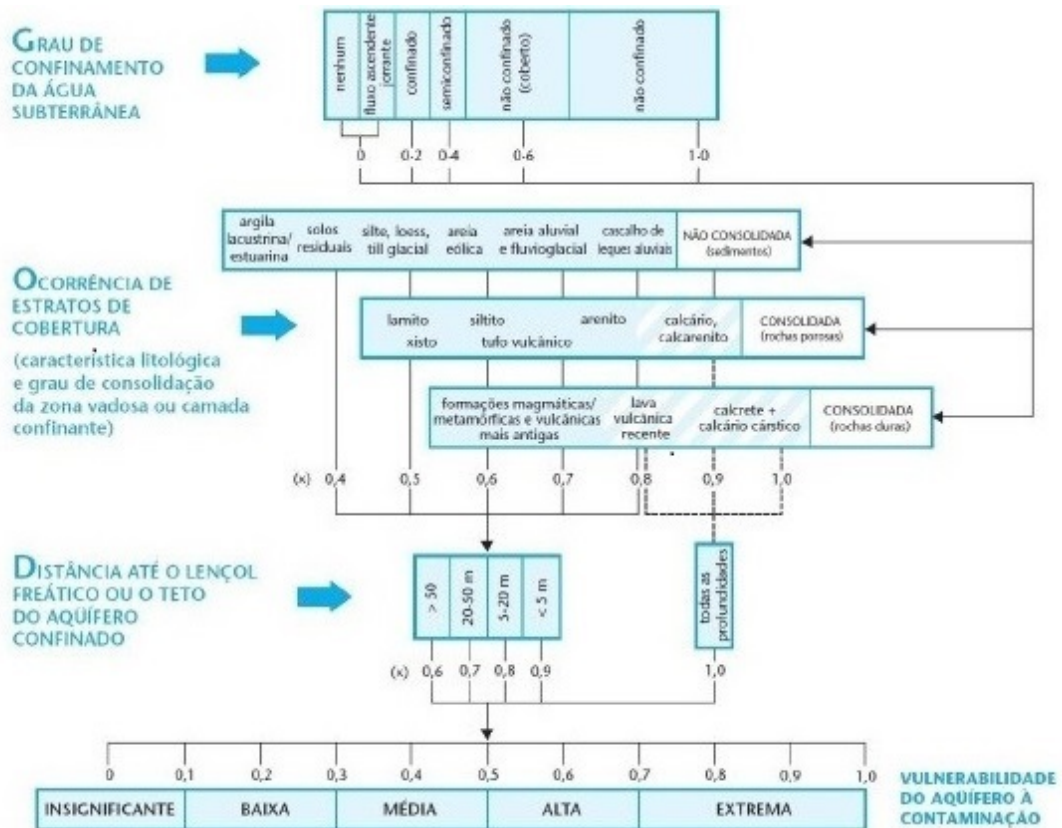 GRAU DE
CONFINAMENTO
DA ÁGUA
SUBTERRÂNEA
nenhum
fluxo ascendente
jorrante
confinado
semiconfinado
não confinado
(coberto)
não confinado
0
0-2
0-4
0-6
1-0
OCORRÊNCIA DE
ESTRATOS DE
COBERTURA
(característica litológica
e grau de consolidação
da zona vadosa ou camada
confinante)
argila
lacustrina/
estuarina
solos
residuais
silte, loess,
till glacial
areia
eólica
areia aluvial
e fluvioglacial
cascalho de
leques aluviais
NÃO CONSOLIDADA
(sedimentos)
lamito
xisto
siltito
tufo vulcânico
arenito
calcário,
calcarenito
CONSOLIDADA
(rochas porosas)
formações magmáticas/
metamórficas e vulcânicas
mais antigas
lava
vulcânica
recente
calcrete +
calcário cárstico
CONSOLIDADA
(rochas duras)
(x) 0,4 0,5 0,6 0,7 0,8 0,9 1,0
DISTÂNCIA ATÉ O LENÇOL
FREÁTICO OU O TETO
DO AQÜÍFERO
CONFINADO
> 50
20-50 m
5-20 m
< 5 m
todas as
profundidades
(x) 0,6 0,7 0,8 0,9 1,0
0 0,1 0,2 0,3 0,4 0,5 0,6 0,7 0,8 0,9 1,0
INSIGNIFICANTE BAIXA MÉDIA ALTA EXTREMA
VULNERABILIDADE
DO AQÜÍFERO À
CONTAMINAÇÃO